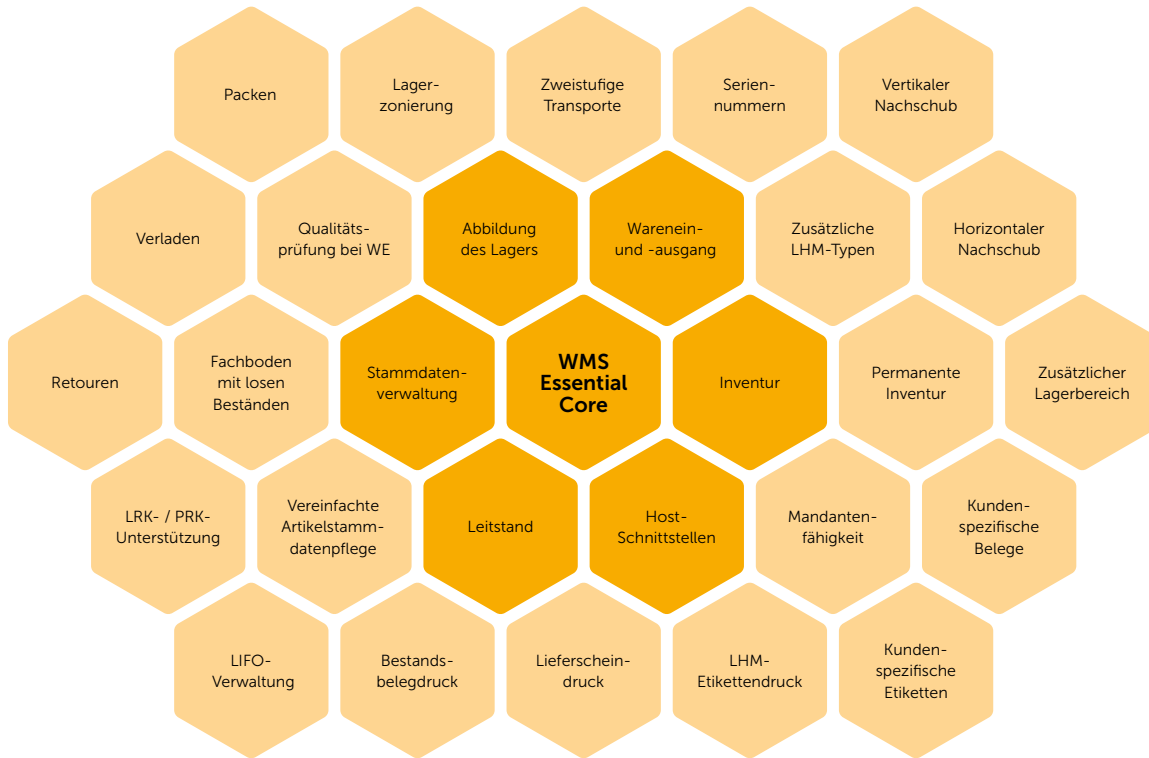 Packen
Lager-
zonierung
Zweistufige
Transporte
Serien-
nummern
Vertikaler
Nachschub
Verladen
Qualitäts-
prüfung bei WE
Abbildung
des Lagers
Warenein-
und -ausgang
Zusätzliche
LHM-Typen
Horizontaler
Nachschub
Retouren
Fachboden
mit losen
Beständen
Stammdaten-
verwaltung
WMS
Essential
Core
Inventur
Permanente
Inventur
Zusätzlicher
Lagerbereich
LRK- / PRK-
Unterstützung
Vereinfachte
Artikelstamm-
datenpflege
Leitstand
Host-
Schnittstellen
Mandanten-
fähigkeit
Kunden-
spezifische
Belege
LIFO-
Verwaltung
Bestands-
belegdruck
Lieferschein-
druck
LHM-
Etikettendruck
Kunden-
spezifische
Etiketten